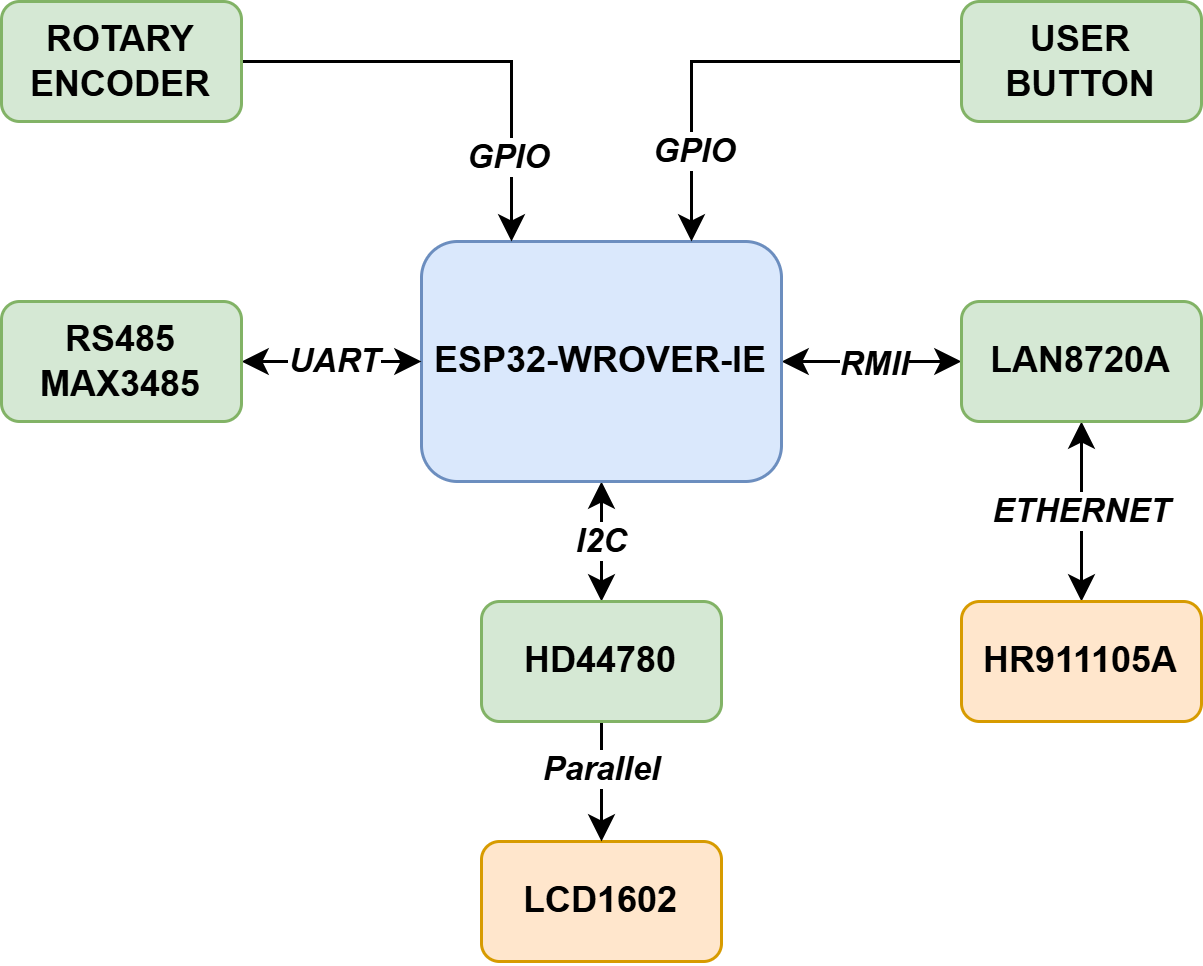 ROTARY
ENCODER
USER
BUTTON
GPIO
GPIO
RS485
MAX3485
UART
ESP32-WROVER-IE
RMII
LAN8720A
I2C
ETHERNET
HD44780
HR911105A
Parallel
LCD1602